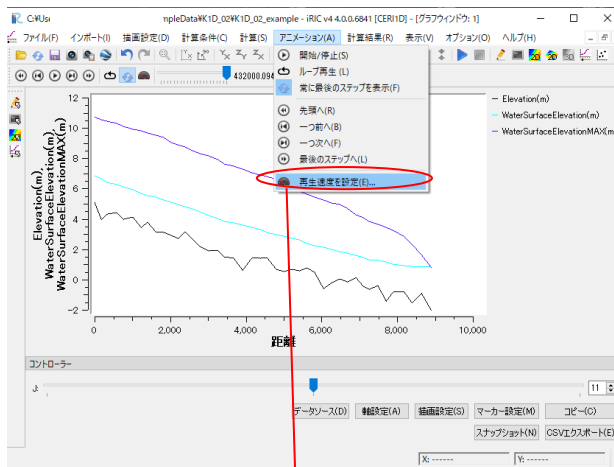 C:¥Us mpleData¥K1D_02¥K1D_02_example - iRIC v4 4.0.0.6841 [CERI1D] - [グラフウィンドウ: 1]
ファイル(F) インポート(I) 描画設定(D) 計算条件(C) 計算(S) アニメーション(A) 計算結果(R) 表示(V) オプション(O) ヘルプ(H)
開始/停止(S)
ループ再生 (L)
常に最後のステップを表示(F)
先頭へ(R)
一つ前へ(B)
一つ次へ(F)
最後のステップへ(L)
再生速度を設定(E)...
432000.094
Elevation(m),
WaterSurfaceElevation(m),
WaterSurfaceElevationMAX(m)
12
10
8
6
4
2
0
-2
0 2,000 4,000 6,000 8,000 10,000
距離
Elevation(m)
WaterSurfaceElevation(m)
WaterSurfaceElevationMAX(m
コントローラー
J:
11
データソース(D) 軸設定(A) 描画設定(S) マーカー設定(M) コピー(C)
スナップショット(N) CSVエクスポート(E)
X: ------ Y: ------